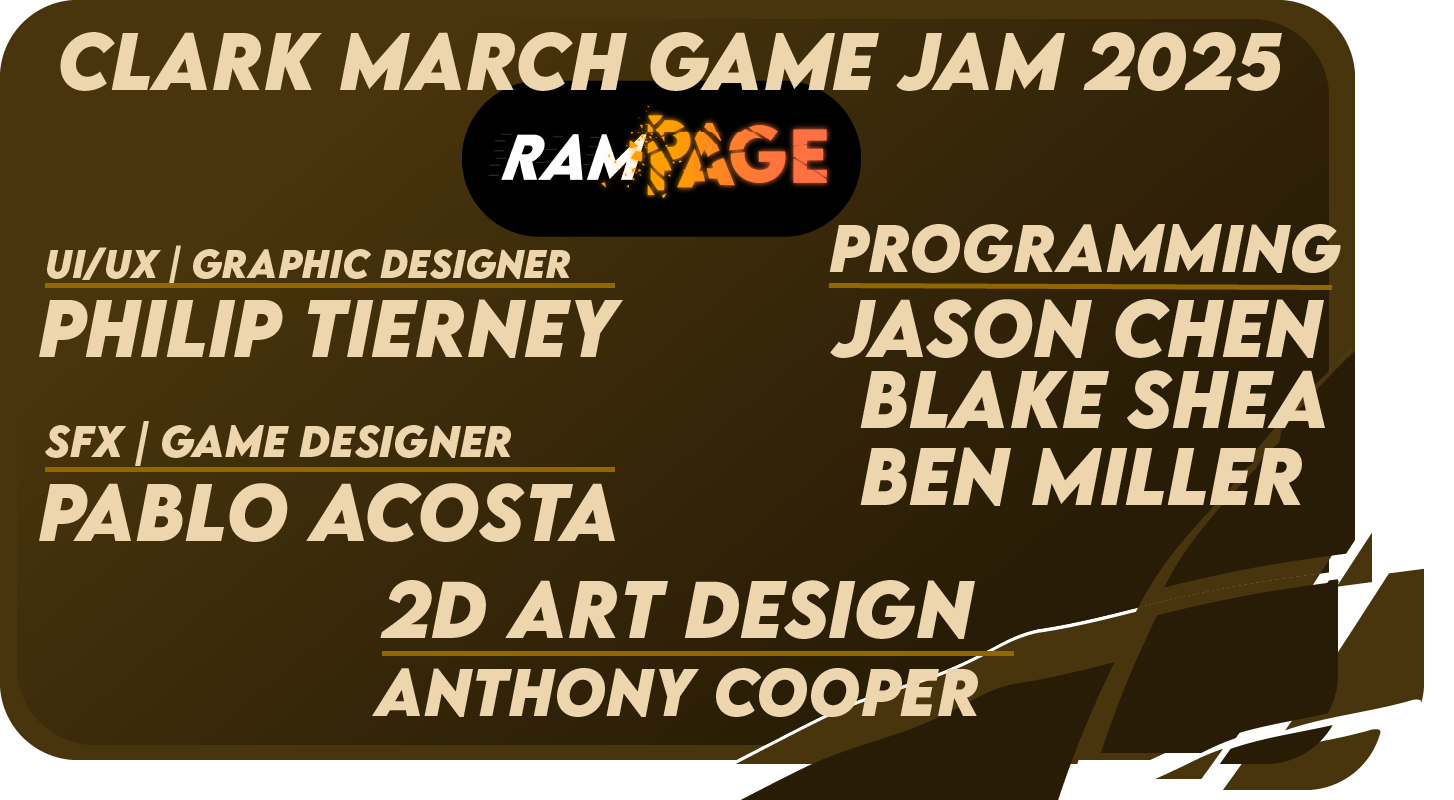 CLARK MARCH GAME JAM 2025
RAMPAGE
UI/UX | GRAPHIC DESIGNER
PHILIP TIERNEY
SFX | GAME DESIGNER
PABLO ACOSTA
PROGRAMMING
JASON CHEN
BLAKE SHEA
BEN MILLER
2D ART DESIGN
ANTHONY COOPER